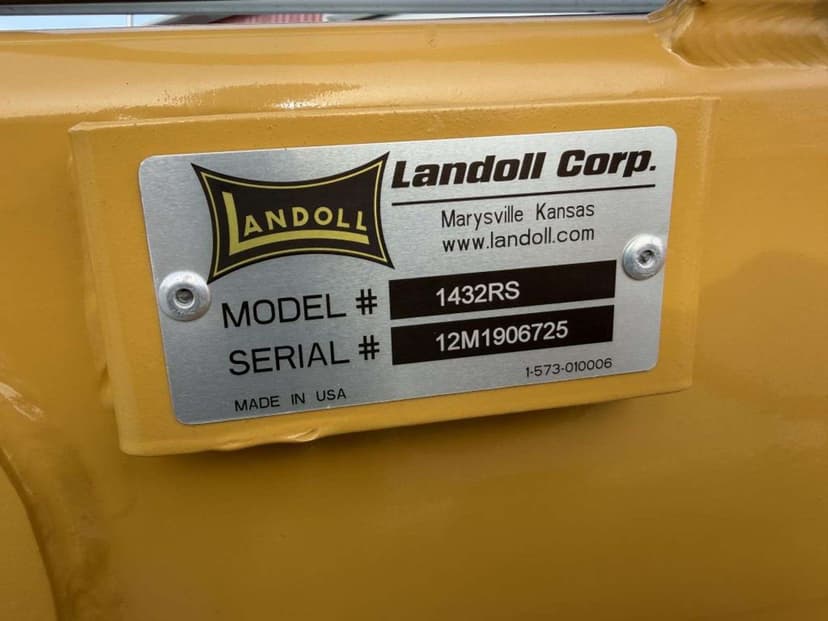 LANDOLL
Landoll Corp.
Marysville Kansas
www.landoll.com
MODEL # 1432RS
SERIAL # 12M1906725
1-573-010006
MADE IN USA